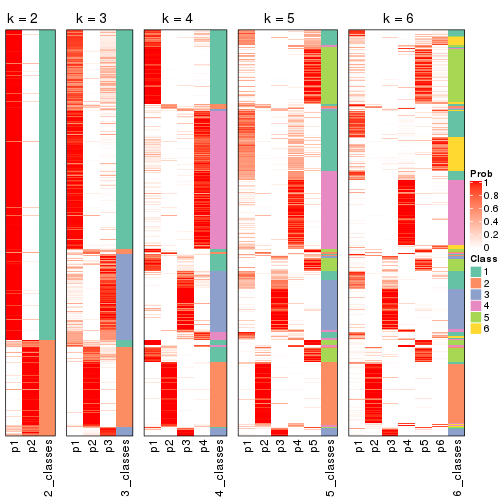 k = 2
k = 3
k = 4
k = 5
k = 6
p1
p2
2_classes
p1
p2
p3
3_classes
p1
p2
p3
p4
4_classes
p1
p2
p3
p4
p5
5_classes
p1
p2
p3
p4
p5
p6
6_classes
Prob
1
0.8
0.6
0.4
0.2
0
Class
1
2
3
4
5
6